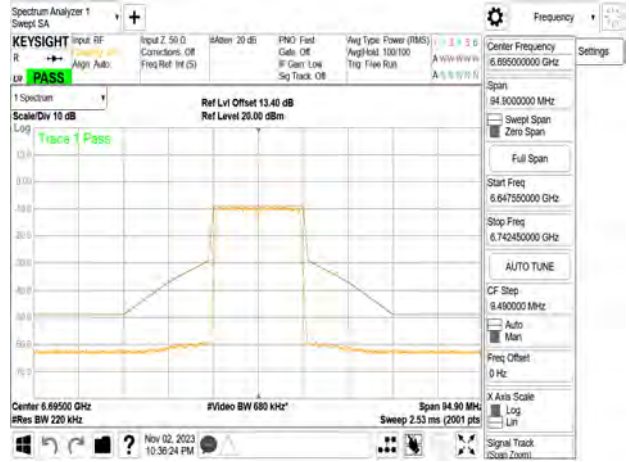 Spectrum Analyzer 1
Swept SA
+
Frequency
KEYSIGHT
Input: RF
Align: Auto
Input Z: 50 Ω
Corrections: Off
Freq Ref: Int (S)
#Atten: 20 dB
PNO: Fast
Gate: Off
IF Gain: Low
Sig Track: Off
Avg Type: Power (RMS)
Avg|Hold: 100/100
Trig: Free Run
R
PASS
Settings
Center Frequency
6.695000000 GHz
Span
94.9000000 MHz
Swept Span
Zero Span
Full Span
Start Freq
6.647550000 GHz
Stop Freq
6.742450000 GHz
AUTO TUNE
CF Step
9.490000 MHz
Auto
Man
Freq Offset
0 Hz
X Axis Scale
Log
Lin
Signal Track
(Span Zoom)
1 Spectrum
Scale/Div 10 dB
Ref Lvl Offset 13.40 dB
Ref Level 20.00 dBm
Log
Trace 1 Pass
10.0
0.00
Center 6.69500 GHz
#Res BW 220 kHz
#Video BW 680 kHz*
Span 94.90 MHz
Sweep 2.53 ms (2001 pts
?
Nov 02, 2023
10:36:24 PM